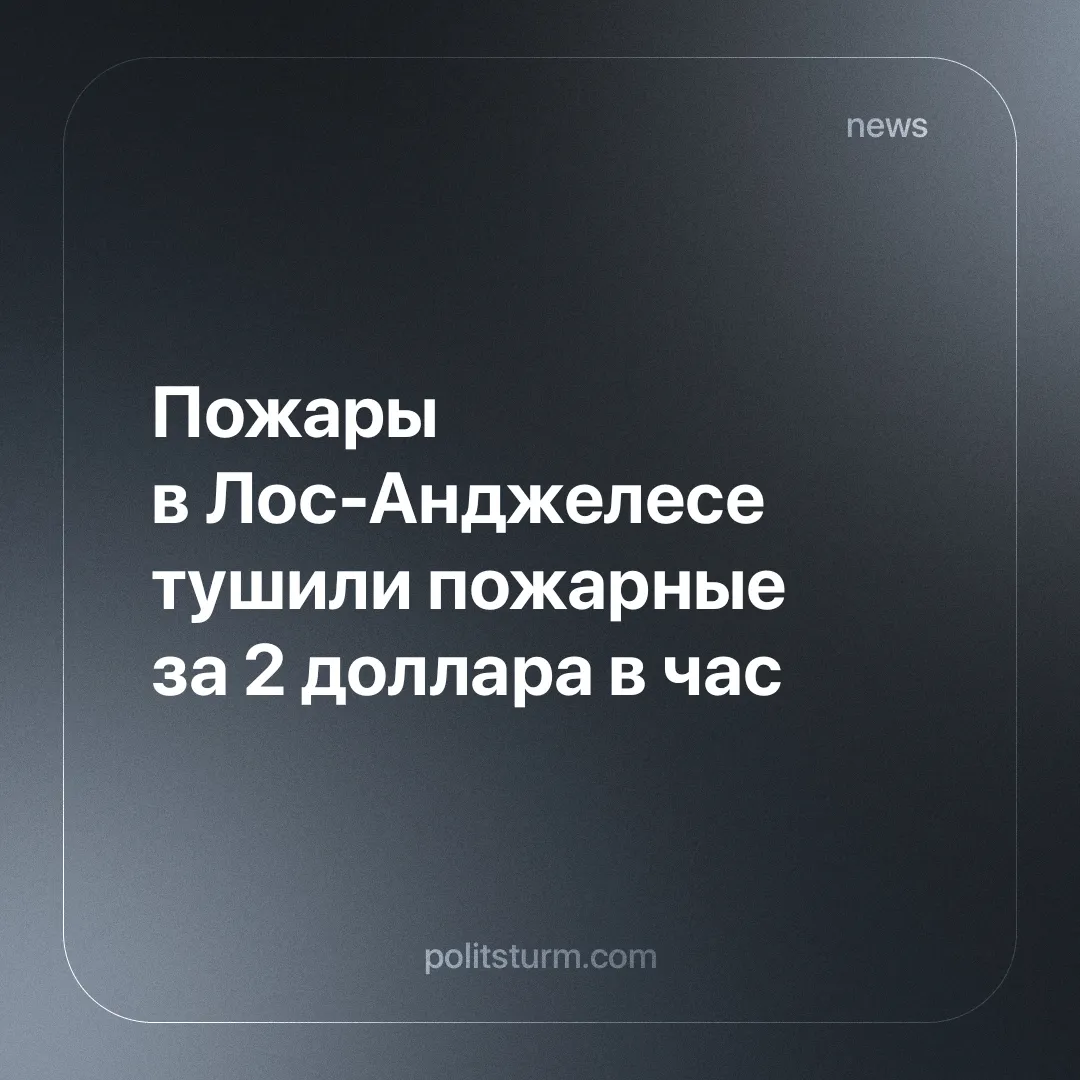 news
Пожары
в Лос-Анджелесе
тушили пожарные
за 2 доллара в час
politsturm.com